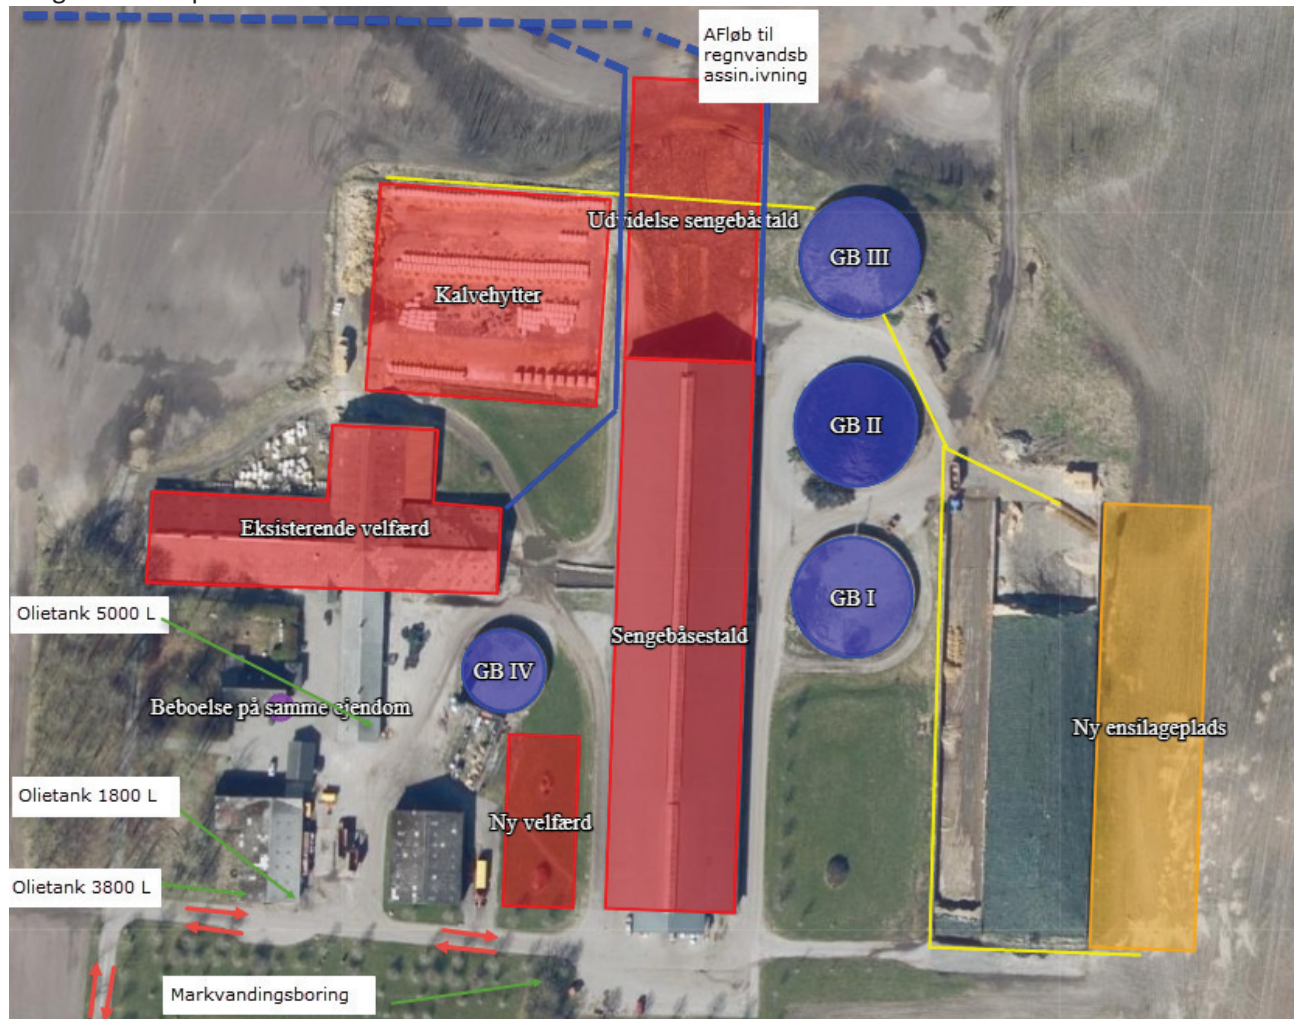 AFløb til
regnvandsb
assin.ivning
Udvidelse sengebåstald
GB III
Kalvehytter
GB II
Eksisterende velfærd
GB I
Olietank 5000 L
Sengebåsestald
GB IV
Beboelse på samme ejendom
Ny ensilageplads
Olietank 1800 L
Ny velfærd
Olietank 3800 L
Markvandingsboring